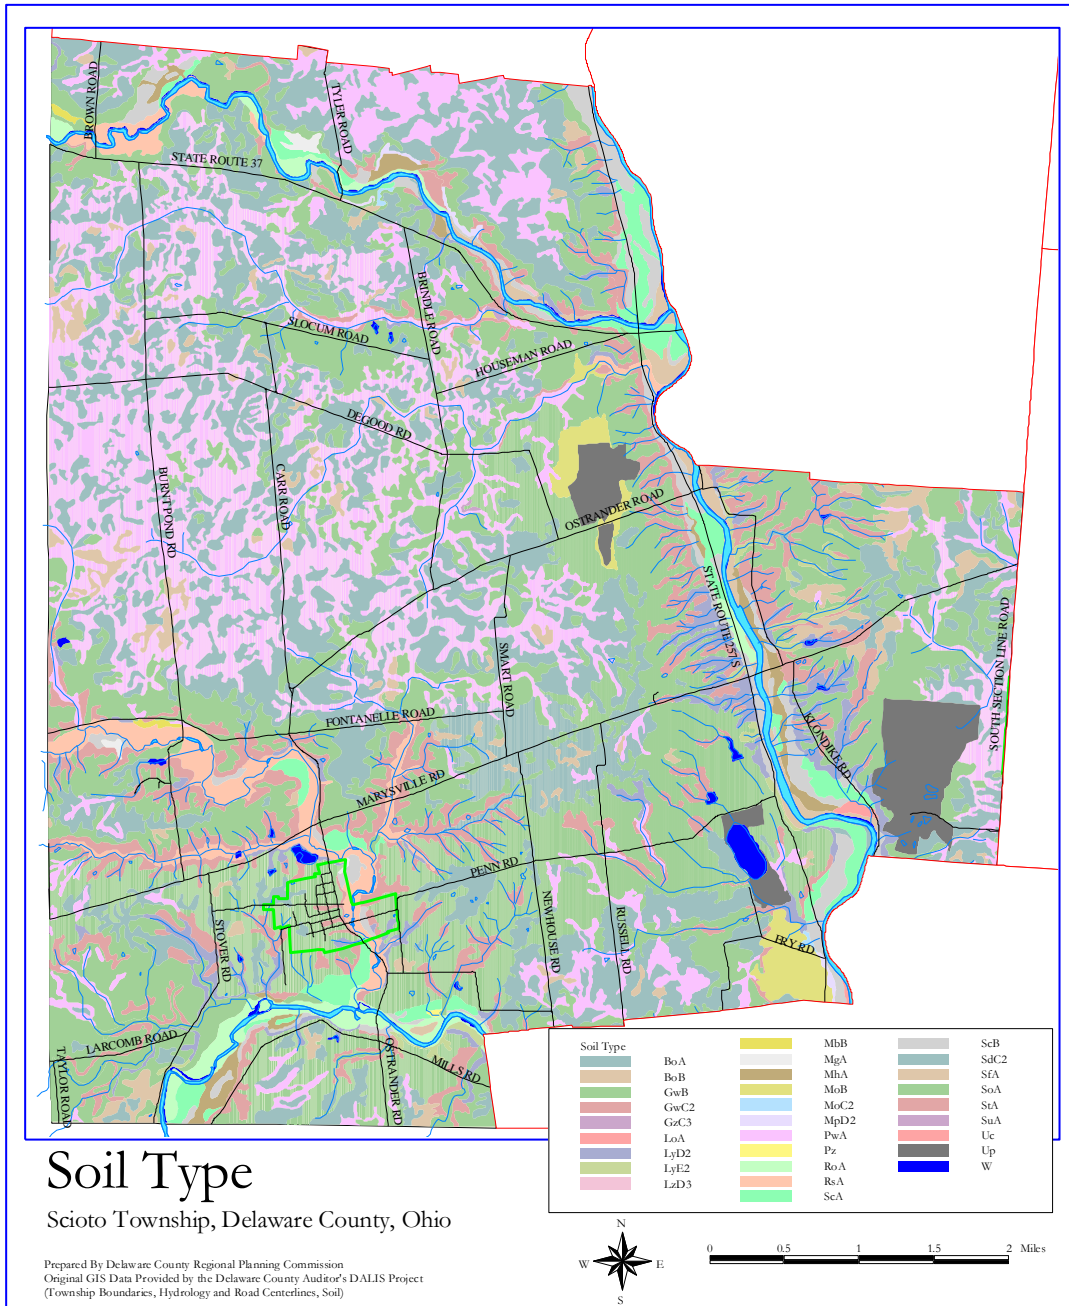 BROWN ROAD
TYLER ROAD
STATE ROUTE 37
BRINDLE ROAD
SLOCUM ROAD
HOUSEMAN ROAD
DEGOOD RD
BURNT POND RD
CARR ROAD
OSTRANDER ROAD
STATE ROUTE 257 S
SMART ROAD
SOUTH SECTION LINE ROAD
FONTANELLE ROAD
KLONDIKE RD
MARYSVILLE RD
PENN RD
STOVER RD
NEWHOUSE RD
RUSSELL RD
FRY RD
LARCOMB ROAD
TAYLOR ROAD
OSTRANDER RD
MILLS RD
Soil Type
BoA
BoB
GwB
GwC2
GzC3
LoA
LyD2
LyE2
LzD3
MbB
MgA
MhA
MoB
MoC2
MpD2
PwA
Pz
RoA
RsA
ScA
ScB
SdC2
SfA
SoA
StA
SuA
Uc
Up
W
Soil Type
Scioto Township, Delaware County, Ohio
Prepared By Delaware County Regional Planning Commission
Original GIS Data Provided by the Delaware County Auditor's DALIS Project
(Township Boundaries, Hydrology and Road Centerlines, Soil)
N
W E
S
0 0.5 1 1.5 2 Miles